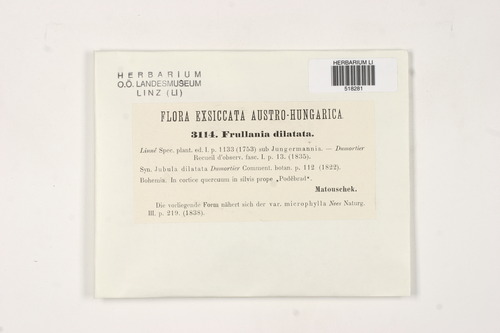 HERBARIUM
O.Ö. LANDESMUSEUM
LINZ (LI)
HERBARIUM LI
518281
FLORA EXSICCATA AUSTRO-HUNGARICA.
3114. Frullania dilatata.
Linné Spec. plant. ed. I. p. 1133 (1753) sub Jungermannia. — Dumortier
Recueil d'observ. fasc. I. p. 13. (1835).
Syn. Jubula dilatata Dumortier Comment. botan. p. 112 (1822).
Bohemia. In cortice quercuum in silvis prope „Poděbrad“.
Matouschek.
Die vorliegende Form nähert sich der var. microphylla Nees Naturg.
III. p. 219. (1838).